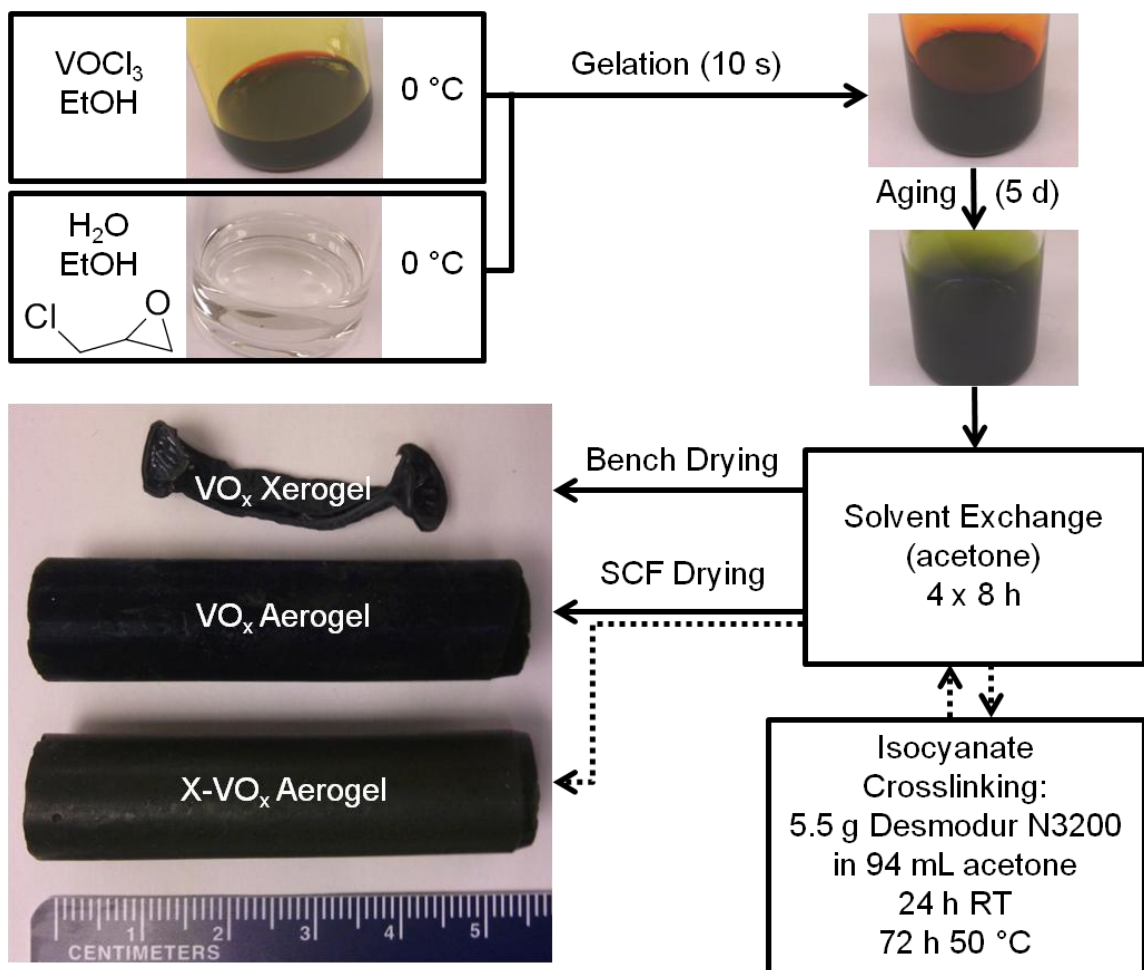 VOCl₃
EtOH
0 °C
Gelation (10 s)
H₂O
EtOH
Cl
O
0 °C
Aging (5 d)
Bench Drying
SCF Drying
Solvent Exchange
(acetone)
4 x 8 h
VOₓ Xerogel
VOₓ Aerogel
X-VOₓ Aerogel
1 2 3 4 5
CENTIMETERS
Isocyanate
Crosslinking:
5.5 g Desmodur N3200
in 94 mL acetone
24 h RT
72 h 50 °C